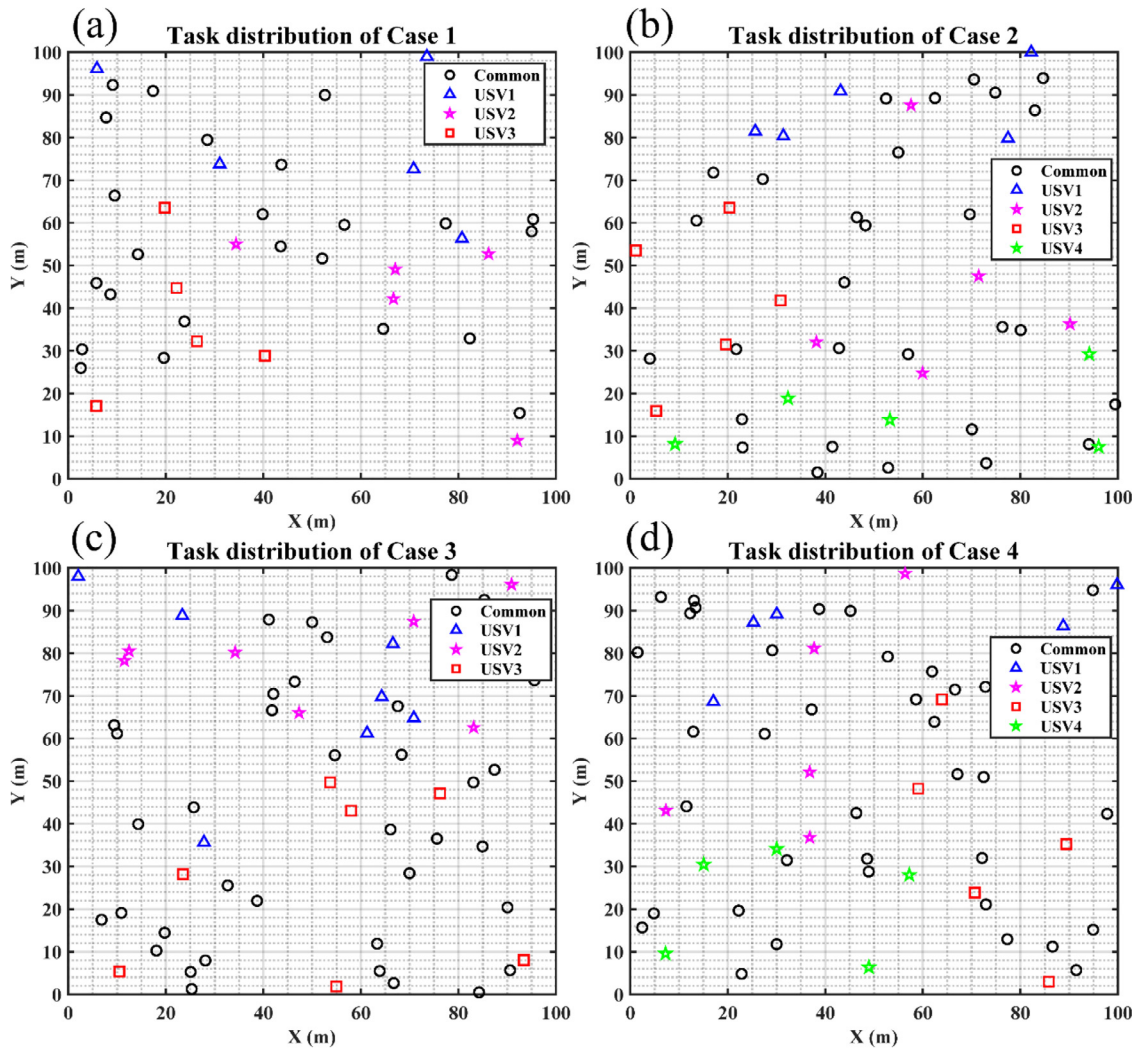 (a)
Task distribution of Case 1
100
90
80
70
60
50
40
30
20
10
0
Y (m)
Common
USV1
USV2
USV3
0 20 40 60 80 100
X (m)
(b)
Task distribution of Case 2
100
90
80
70
60
50
40
30
20
10
0
Y (m)
Common
USV1
USV2
USV3
USV4
0 20 40 60 80 100
X (m)
(c)
Task distribution of Case 3
100
90
80
70
60
50
40
30
20
10
0
Y (m)
Common
USV1
USV2
USV3
0 20 40 60 80 100
X (m)
(d)
Task distribution of Case 4
100
90
80
70
60
50
40
30
20
10
0
Y (m)
Common
USV1
USV2
USV3
USV4
0 20 40 60 80 100
X (m)